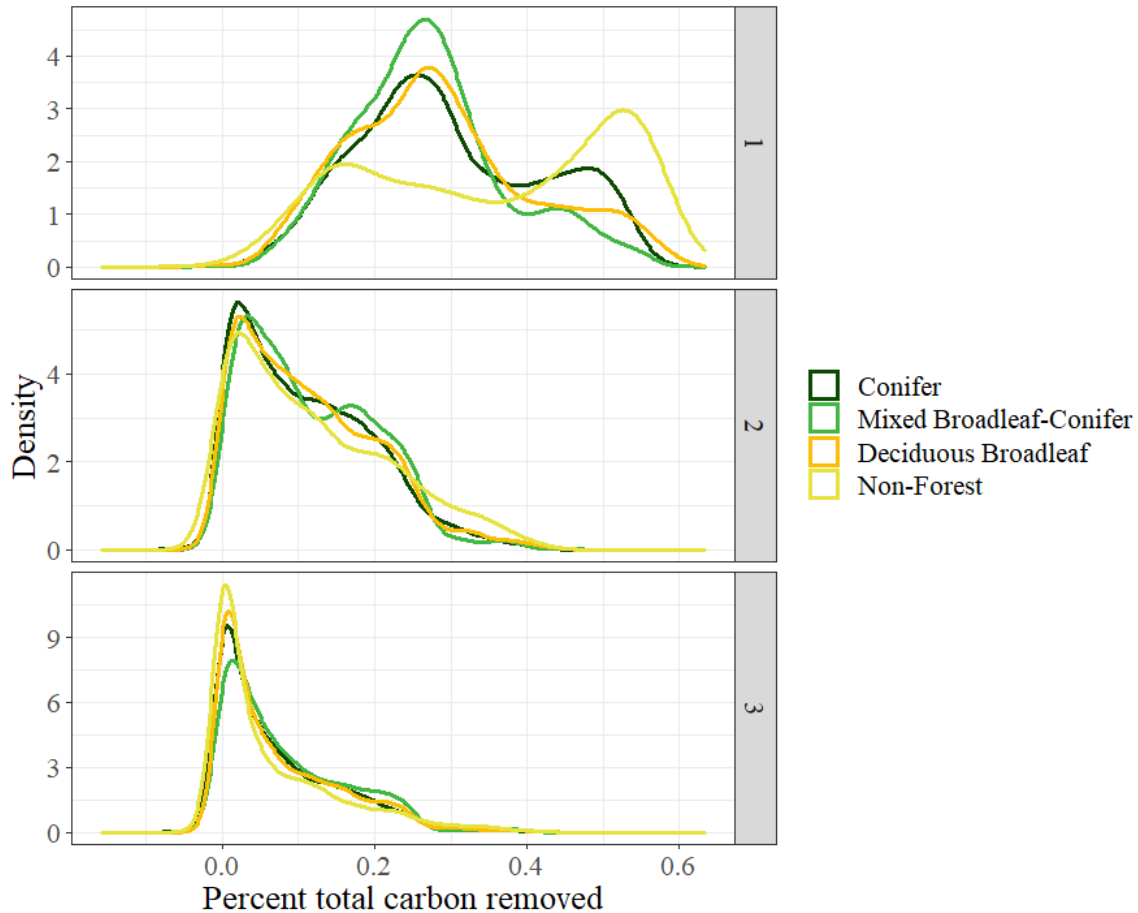 4
3
2
1
0
1
4
2
0
2
9
6
3
0
3
0.0 0.2 0.4 0.6
Percent total carbon removed
Density
Conifer
Mixed Broadleaf-Conifer
Deciduous Broadleaf
Non-Forest